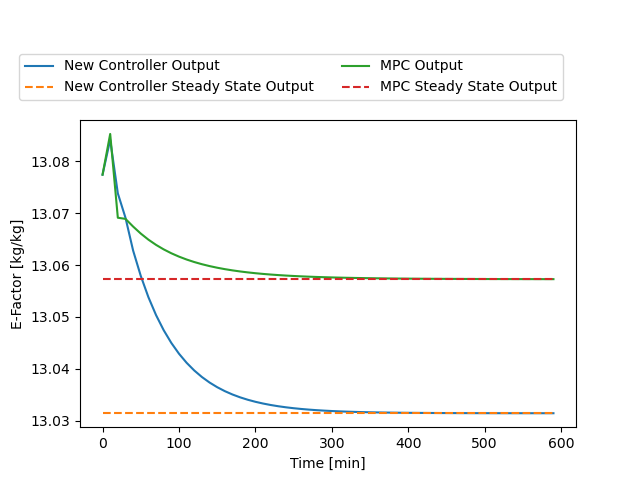 New Controller Output
New Controller Steady State Output
MPC Output
MPC Steady State Output
13.08
13.07
13.06
13.05
13.04
13.03
E-Factor [kg/kg]
0 100 200 300 400 500 600
Time [min]